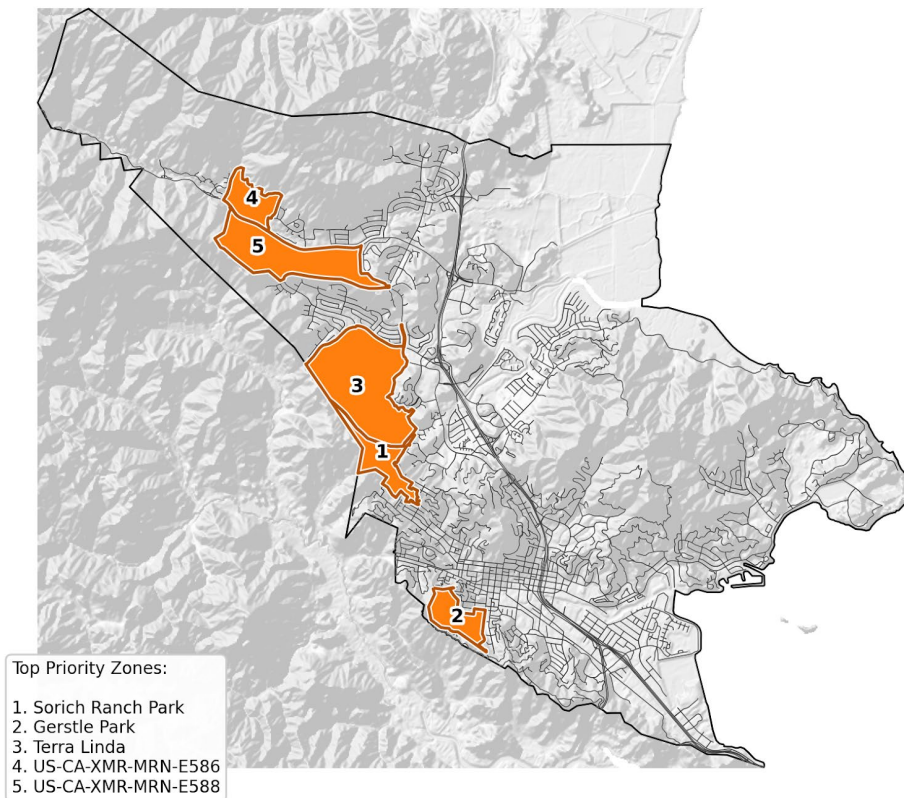 4
5
3
1
2
Top Priority Zones:
1. Sorich Ranch Park
2. Gerstle Park
3. Terra Linda
4. US-CA-XMR-MRN-E586
5. US-CA-XMR-MRN-E588